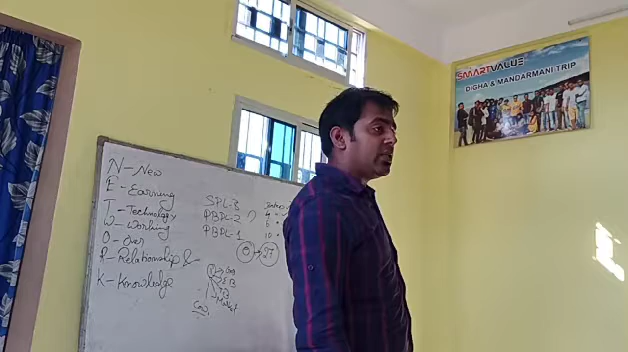 SMARTVALUE
DIGHA & MANDARMANI TRIP
N - New
E - Earning
T - Technology
W - Working
O - Over
R - Relationship &
K - Knowledge
SPL-3
PBPL-2
PBPL-1